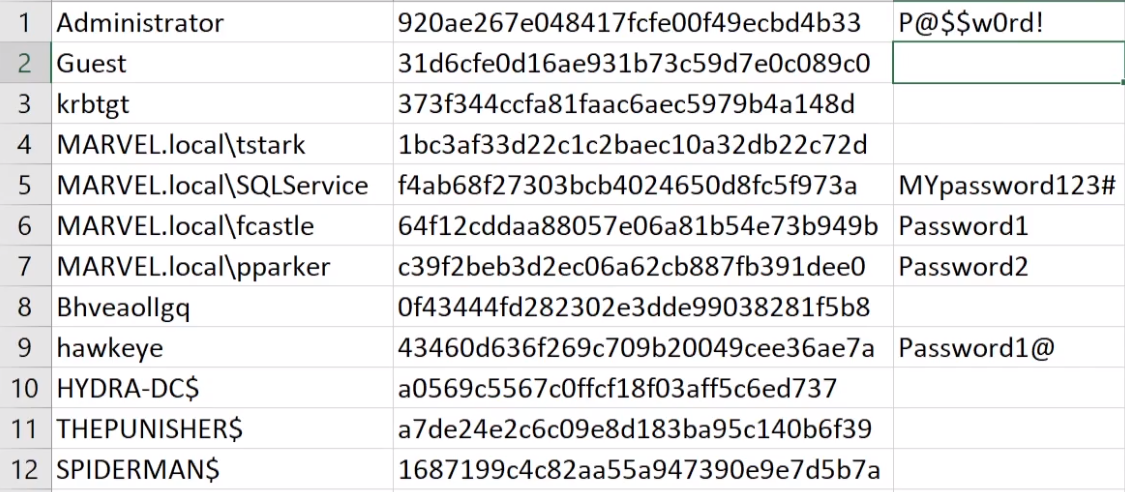 1 Administrator 920ae267e048417fcfe00f49ecbd4b33 P@$$w0rd!
2 Guest 31d6cfe0d16ae931b73c59d7e0c089c0
3 krbtgt 373f344ccfa81faac6aec5979b4a148d
4 MARVEL.local\tstark 1bc3af33d22c1c2baec10a32db22c72d
5 MARVEL.local\SQLService f4ab68f27303bcb4024650d8fc5f973a MYpassword123#
6 MARVEL.local\fcastle 64f12cddaa88057e06a81b54e73b949b Password1
7 MARVEL.local\pparker c39f2beb3d2ec06a62cb887fb391dee0 Password2
8 BhveaolIgq 0f43444fd282302e3dde99038281f5b8
9 hawkeye 43460d636f269c709b20049cee36ae7a Password1@
10 HYDRA-DC$ a0569c5567c0ffcf18f03aff5c6ed737
11 THEPUNISHER$ a7de24e2c6c09e8d183ba95c140b6f39
12 SPIDERMAN$ 1687199c4c82aa55a947390e9e7d5b7a